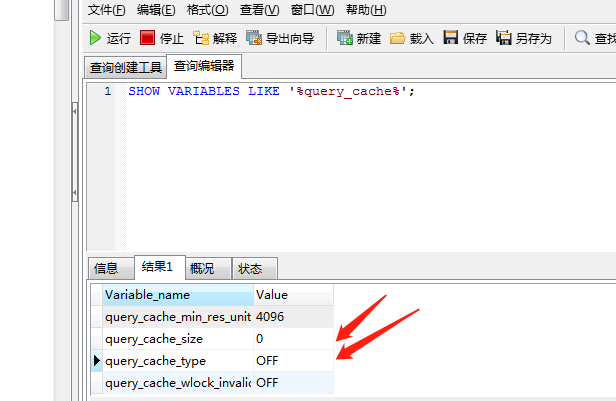 文件(F) 编辑(E) 格式(O) 查看(V) 窗口(W) 帮助(H)
运行 停止 解释 导出向导 新建 载入 保存 另存为 查找
查询创建工具 查询编辑器
1 SHOW VARIABLES LIKE '%query_cache%';
信息 结果1 概况 状态
Variable_name Value
query_cache_min_res_unit 4096
query_cache_size 0
query_cache_type OFF
query_cache_wlock_invalid OFF